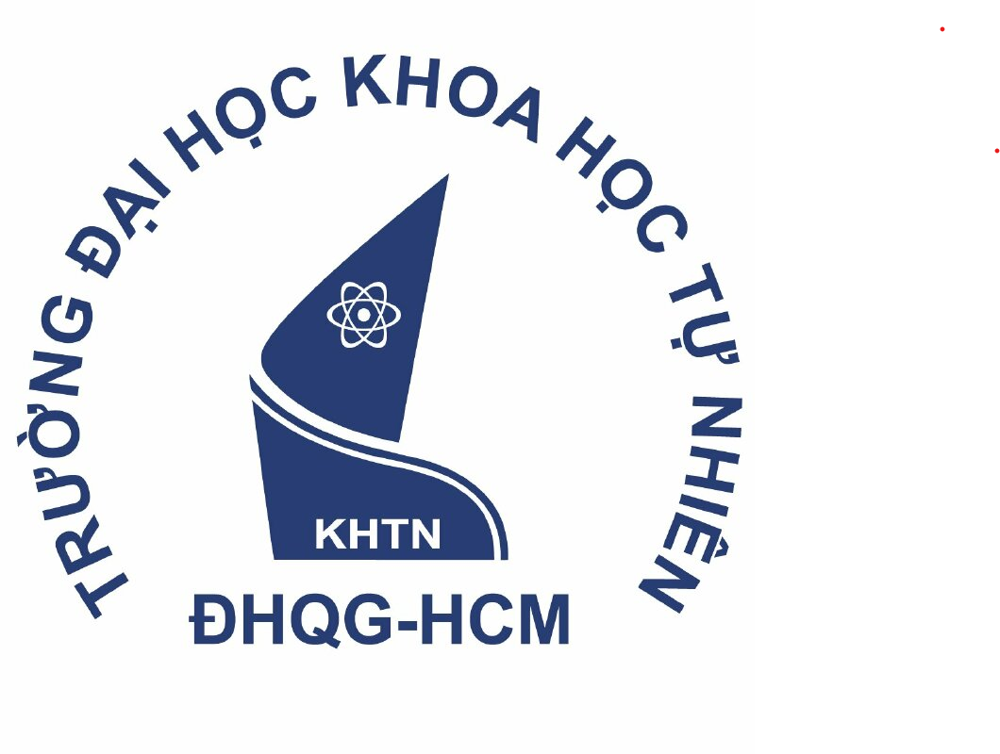 TRƯỜNG ĐẠI HỌC KHOA HỌC TỰ NHIÊN
KHTN
ĐHQG-HCM